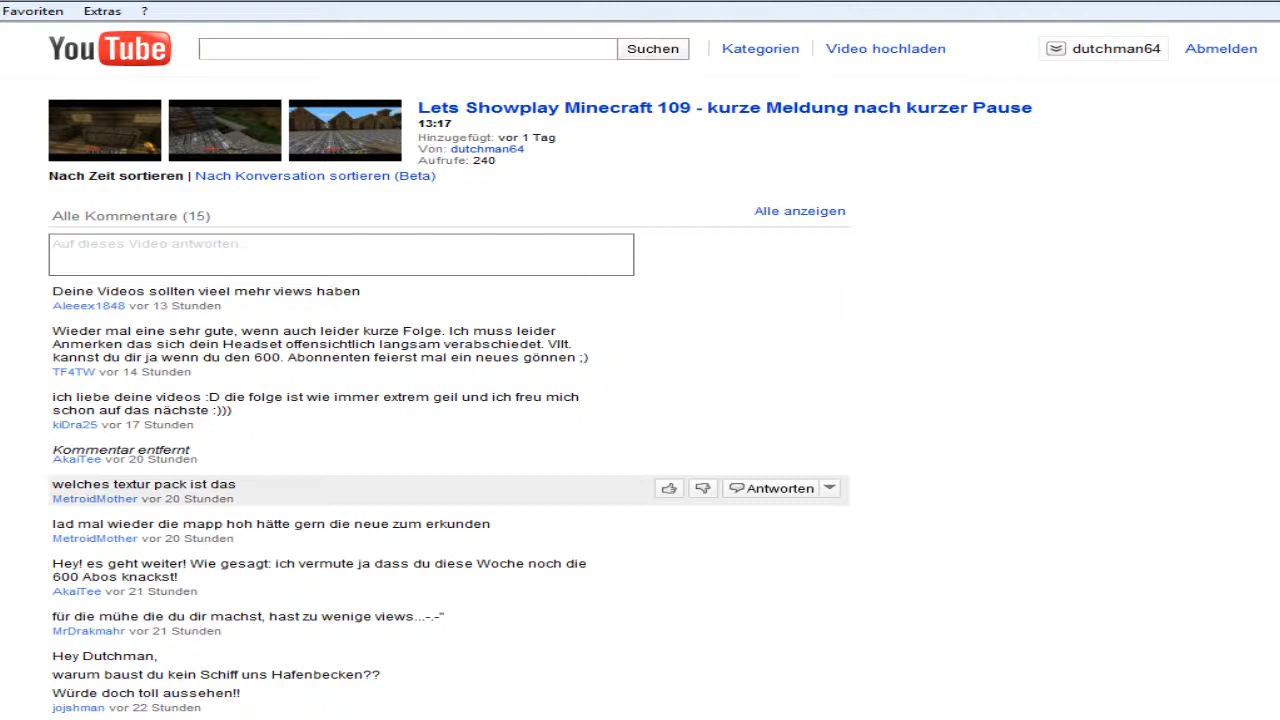 Favoriten Extras ?
YouTube Suchen Kategorien Video hochladen dutchman64 Abmelden
Lets Showplay Minecraft 109 - kurze Meldung nach kurzer Pause
13:17
Hinzugefügt: vor 1 Tag
Von: dutchman64
Aufrufe: 240
Nach Zeit sortieren | Nach Konversation sortieren (Beta)
Alle Kommentare (15) Alle anzeigen
Auf dieses Video antworten...
Deine Videos sollten vieel mehr views haben
Aleeex1848 vor 13 Stunden
Wieder mal eine sehr gute, wenn auch leider kurze Folge. Ich muss leider
Anmerken das sich dein Headset offensichtlich langsam verabschiedet. Vllt.
kannst du dir ja wenn du den 600. Abonnenten feierst mal ein neues gönnen ;)
TF4TW vor 14 Stunden
ich liebe deine videos :D die folge ist wie immer extrem geil und ich freu mich
schon auf das nächste :)))
kiDra25 vor 17 Stunden
Kommentar entfernt
AkaiTee vor 20 Stunden
welches textur pack ist das
Antworten
MetroidMother vor 20 Stunden
lad mal wieder die mapp hoh hätte gern die neue zum erkunden
MetroidMother vor 20 Stunden
Hey! es geht weiter! Wie gesagt: ich vermute ja dass du diese Woche noch die
600 Abos knackst!
AkaiTee vor 21 Stunden
für die mühe die du dir machst, hast zu wenige views...-.-"
MrDrakmahr vor 21 Stunden
Hey Dutchman,
warum baust du kein Schiff uns Hafenbecken??
Würde doch toll aussehen!!
jojshman vor 22 Stunden